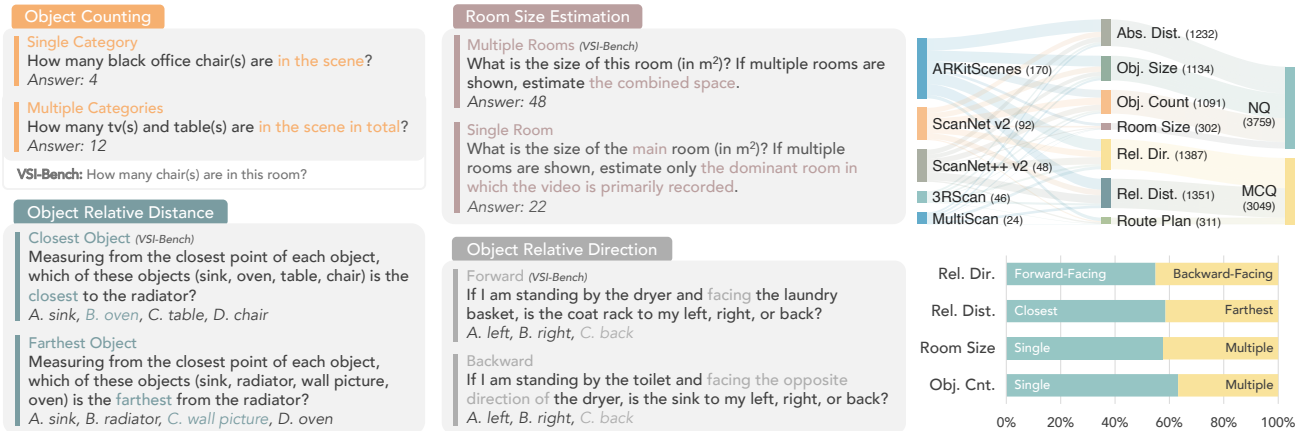 Object Counting
Single Category
How many black office chair(s) are in the scene?
Answer: 4
Multiple Categories
How many tv(s) and table(s) are in the scene in total?
Answer: 12
VSI-Bench: How many chair(s) are in this room?
Object Relative Distance
Closest Object (VSI-Bench)
Measuring from the closest point of each object,
which of these objects (sink, oven, table, chair) is the
closest to the radiator?
A. sink, B. oven, C. table, D. chair
Farthest Object
Measuring from the closest point of each object,
which of these objects (sink, radiator, wall picture,
oven) is the farthest from the radiator?
A. sink, B. radiator, C. wall picture, D. oven
Room Size Estimation
Multiple Rooms (VSI-Bench)
What is the size of this room (in m²)? If multiple rooms are
shown, estimate the combined space.
Answer: 48
Single Room
What is the size of the main room (in m²)? If multiple
rooms are shown, estimate only the dominant room in
which the video is primarily recorded.
Answer: 22
Object Relative Direction
Forward (VSI-Bench)
If I am standing by the dryer and facing the laundry
basket, is the coat rack to my left, right, or back?
A. left, B. right, C. back
Backward
If I am standing by the toilet and facing the opposite
direction of the dryer, is the sink to my left, right, or back?
A. left, B. right, C. back
ARKitScenes (170)
ScanNet v2 (92)
ScanNet++ v2 (48)
3RScan (46)
MultiScan (24)
Abs. Dist. (1232)
Obj. Size (1134)
Obj. Count (1091)
Room Size (302)
Rel. Dir. (1387)
Rel. Dist. (1351)
Route Plan (311)
NQ
(3759)
MCQ
(3049)
Rel. Dir. Forward-Facing Backward-Facing
Rel. Dist. Closest Farthest
Room Size Single Multiple
Obj. Cnt. Single Multiple
0% 20% 40% 60% 80% 100%